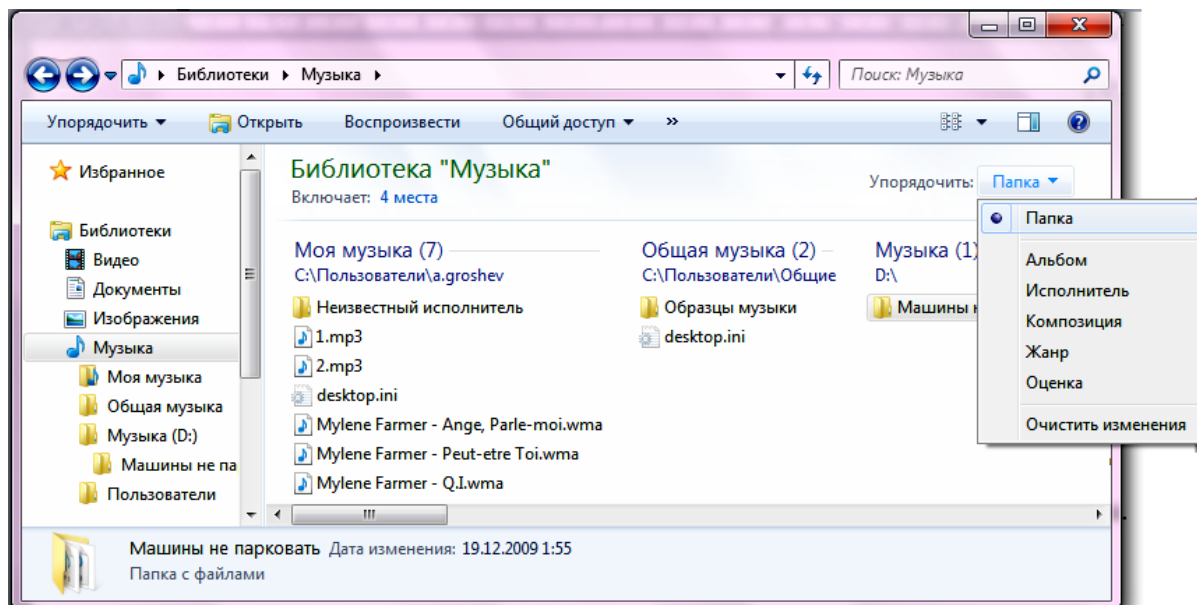 Библиотеки Музыка
Поиск: Музыка
Упорядочить Открыть Воспроизвести Общий доступ »
Избранное
Библиотеки
Видео
Документы
Изображения
Музыка
Моя музыка
Общая музыка
Музыка (D:)
Машины не па
Пользователи
Библиотека "Музыка"
Включает: 4 места
Упорядочить: Папка
Папка
Альбом
Исполнитель
Композиция
Жанр
Оценка
Очистить изменения
Моя музыка (7)
C:\Пользователи\a.groshev
Неизвестный исполнитель
1.mp3
2.mp3
desktop.ini
Mylene Farmer - Ange, Parle-moi.wma
Mylene Farmer - Peut-etre Toi.wma
Mylene Farmer - Q.I.wma
Общая музыка (2)
C:\Пользователи\Общие
Образцы музыки
desktop.ini
Музыка (1)
D:\
Машины н
Машины не парковать Дата изменения: 19.12.2009 1:55
Папка с файлами